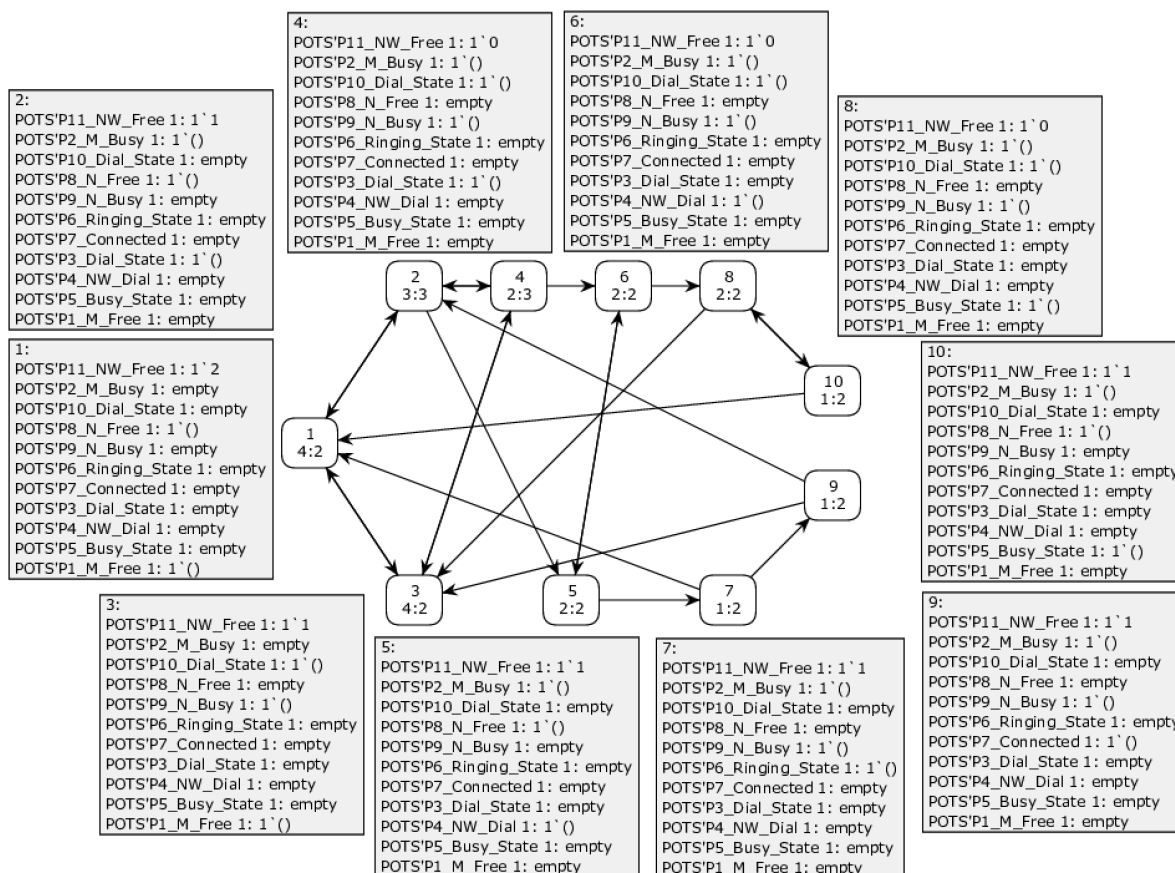 4:
POTS'P11_NW_Free 1: 1`0
POTS'P2_M_Busy 1: 1`()
POTS'P10_Dial_State 1: 1`()
POTS'P8_N_Free 1: empty
POTS'P9_N_Busy 1: 1`()
POTS'P6_Ringing_State 1: empty
POTS'P7_Connected 1: empty
POTS'P3_Dial_State 1: 1`()
POTS'P4_NW_Dial 1: empty
POTS'P5_Busy_State 1: empty
POTS'P1_M_Free 1: empty
6:
POTS'P11_NW_Free 1: 1`0
POTS'P2_M_Busy 1: 1`()
POTS'P10_Dial_State 1: 1`()
POTS'P8_N_Free 1: empty
POTS'P9_N_Busy 1: 1`()
POTS'P6_Ringing_State 1: empty
POTS'P7_Connected 1: empty
POTS'P3_Dial_State 1: empty
POTS'P4_NW_Dial 1: 1`()
POTS'P5_Busy_State 1: empty
POTS'P1_M_Free 1: empty
2:
POTS'P11_NW_Free 1: 1`1
POTS'P2_M_Busy 1: 1`()
POTS'P10_Dial_State 1: empty
POTS'P8_N_Free 1: 1`()
POTS'P9_N_Busy 1: empty
POTS'P6_Ringing_State 1: empty
POTS'P7_Connected 1: empty
POTS'P3_Dial_State 1: 1`()
POTS'P4_NW_Dial 1: empty
POTS'P5_Busy_State 1: empty
POTS'P1_M_Free 1: empty
8:
POTS'P11_NW_Free 1: 1`0
POTS'P2_M_Busy 1: 1`()
POTS'P10_Dial_State 1: 1`()
POTS'P8_N_Free 1: empty
POTS'P9_N_Busy 1: 1`()
POTS'P6_Ringing_State 1: empty
POTS'P7_Connected 1: empty
POTS'P3_Dial_State 1: empty
POTS'P4_NW_Dial 1: empty
POTS'P5_Busy_State 1: 1`()
POTS'P1_M_Free 1: empty
2
3:3
4
2:3
6
2:2
8
2:2
1:
POTS'P11_NW_Free 1: 1`2
POTS'P2_M_Busy 1: empty
POTS'P10_Dial_State 1: empty
POTS'P8_N_Free 1: 1`()
POTS'P9_N_Busy 1: empty
POTS'P6_Ringing_State 1: empty
POTS'P7_Connected 1: empty
POTS'P3_Dial_State 1: empty
POTS'P4_NW_Dial 1: empty
POTS'P5_Busy_State 1: empty
POTS'P1_M_Free 1: 1`()
10:
POTS'P11_NW_Free 1: 1`1
POTS'P2_M_Busy 1: 1`()
POTS'P10_Dial_State 1: empty
POTS'P8_N_Free 1: 1`()
POTS'P9_N_Busy 1: empty
POTS'P6_Ringing_State 1: empty
POTS'P7_Connected 1: empty
POTS'P3_Dial_State 1: empty
POTS'P4_NW_Dial 1: empty
POTS'P5_Busy_State 1: 1`()
POTS'P1_M_Free 1: empty
10
1:2
1
4:2
9
1:2
3
4:2
5
2:2
7
1:2
3:
POTS'P11_NW_Free 1: 1`1
POTS'P2_M_Busy 1: empty
POTS'P10_Dial_State 1: 1`()
POTS'P8_N_Free 1: empty
POTS'P9_N_Busy 1: 1`()
POTS'P6_Ringing_State 1: empty
POTS'P7_Connected 1: empty
POTS'P3_Dial_State 1: empty
POTS'P4_NW_Dial 1: empty
POTS'P5_Busy_State 1: empty
POTS'P1_M_Free 1: 1`()
9:
POTS'P11_NW_Free 1: 1`1
POTS'P2_M_Busy 1: 1`()
POTS'P10_Dial_State 1: empty
POTS'P8_N_Free 1: empty
POTS'P9_N_Busy 1: 1`()
POTS'P6_Ringing_State 1: empty
POTS'P7_Connected 1: 1`()
POTS'P3_Dial_State 1: empty
POTS'P4_NW_Dial 1: empty
POTS'P5_Busy_State 1: empty
POTS'P1_M_Free 1: empty
5:
POTS'P11_NW_Free 1: 1`1
POTS'P2_M_Busy 1: 1`()
POTS'P10_Dial_State 1: empty
POTS'P8_N_Free 1: 1`()
POTS'P9_N_Busy 1: empty
POTS'P6_Ringing_State 1: empty
POTS'P7_Connected 1: empty
POTS'P3_Dial_State 1: empty
POTS'P4_NW_Dial 1: 1`()
POTS'P5_Busy_State 1: empty
POTS'P1_M_Free 1: empty
7:
POTS'P11_NW_Free 1: 1`1
POTS'P2_M_Busy 1: 1`()
POTS'P10_Dial_State 1: empty
POTS'P8_N_Free 1: empty
POTS'P9_N_Busy 1: 1`()
POTS'P6_Ringing_State 1: 1`()
POTS'P7_Connected 1: empty
POTS'P3_Dial_State 1: empty
POTS'P4_NW_Dial 1: empty
POTS'P5_Busy_State 1: empty
POTS'P1_M_Free 1: empty